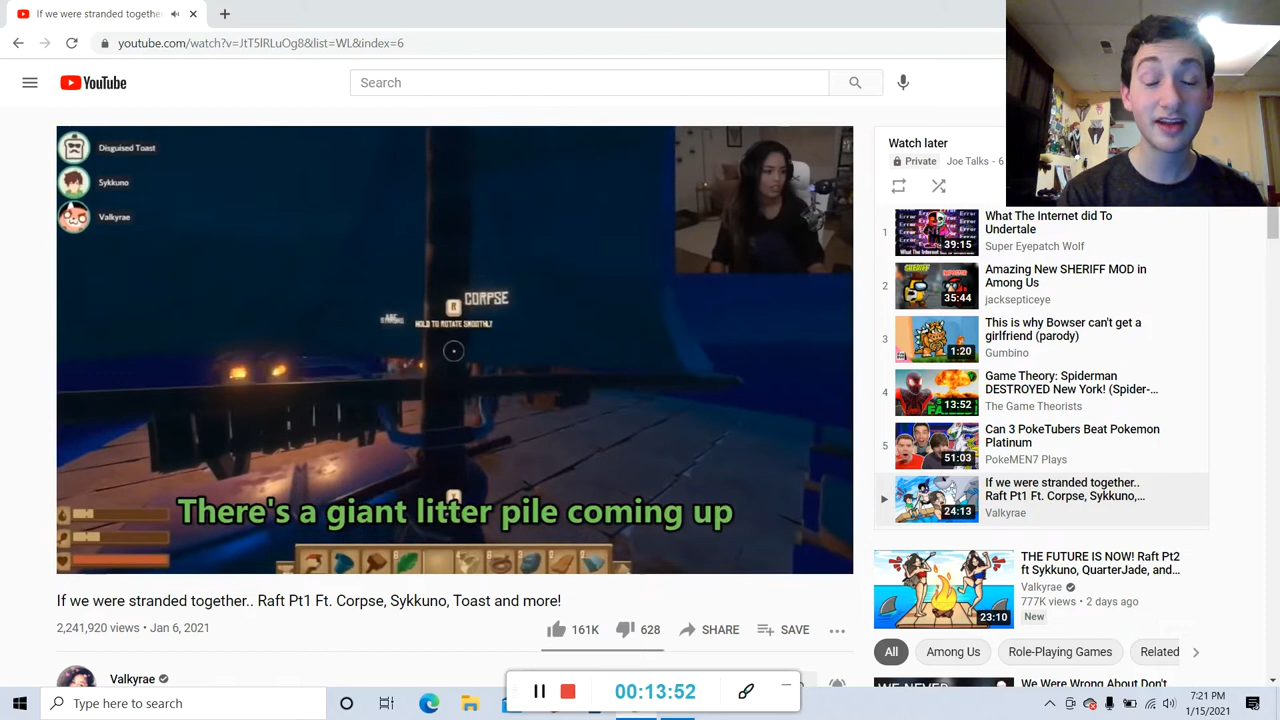 If we were stranded together
youtube.com/watch?v=JtT5lRLuOg8&list=WL&index=6
YouTube
Search
Disguised Toast
Sykkuno
Valkyrae
R CORPSE
HOLD TO ROTATE SMOOTHLY
There's a giant litter pile coming up
If we were stranded together.. Raft Pt1 Ft. Corpse, Sykkuno, Toast and more!
2,241,920 views • Jan 6, 2021
161K
628
SHARE
SAVE
Valkyrae
Watch later
Private
Joe Talks - 6
1
39:15
What The Internet did To
Undertale
Super Eyepatch Wolf
2
SHERIFF
35:44
Amazing New SHERIFF MOD in
Among Us
jacksepticeye
3
1:20
This is why Bowser can't get a
girlfriend (parody)
Gumbino
4
13:52
Game Theory: Spiderman
DESTROYED New York! (Spider-...
The Game Theorists
5
51:03
Can 3 PokeTubers Beat Pokemon
Platinum
PokeMEN7 Plays
24:13
If we were stranded together..
Raft Pt1 Ft. Corpse, Sykkuno,...
Valkyrae
23:10
THE FUTURE IS NOW! Raft Pt2
ft Sykkuno, QuarterJade, and...
Valkyrae
777K views • 2 days ago
New
All
Among Us
Role-Playing Games
Related
We Were Wrong About Don't
00:13:52
Type here to search
7:21 PM
1/15/2021